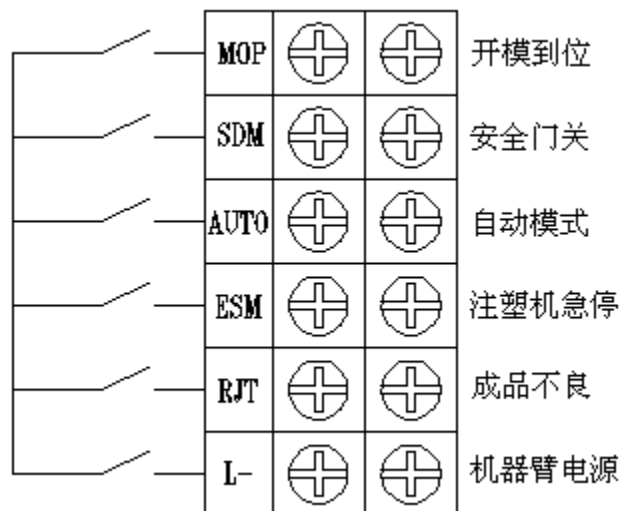 MOP 开模到位
SDM 安全门关
AUTO 自动模式
ESM 注塑机急停
RJT 成品不良
L- 机器臂电源